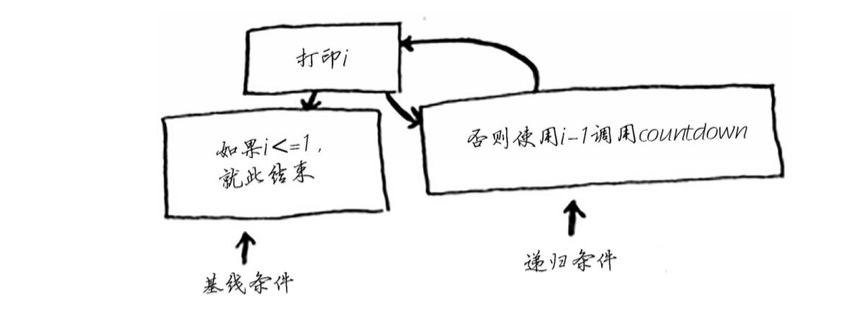 打印i
如果i<=1，
就此结束
否则使用i-1调用countdown
基线条件
递归条件